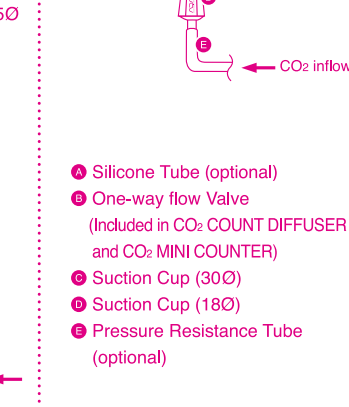 5Ø
E
CO2 inflow
A Silicone Tube (optional)
B One-way flow Valve
(Included in CO2 COUNT DIFFUSER
and CO2 MINI COUNTER)
C Suction Cup (30Ø)
D Suction Cup (18Ø)
E Pressure Resistance Tube
(optional)